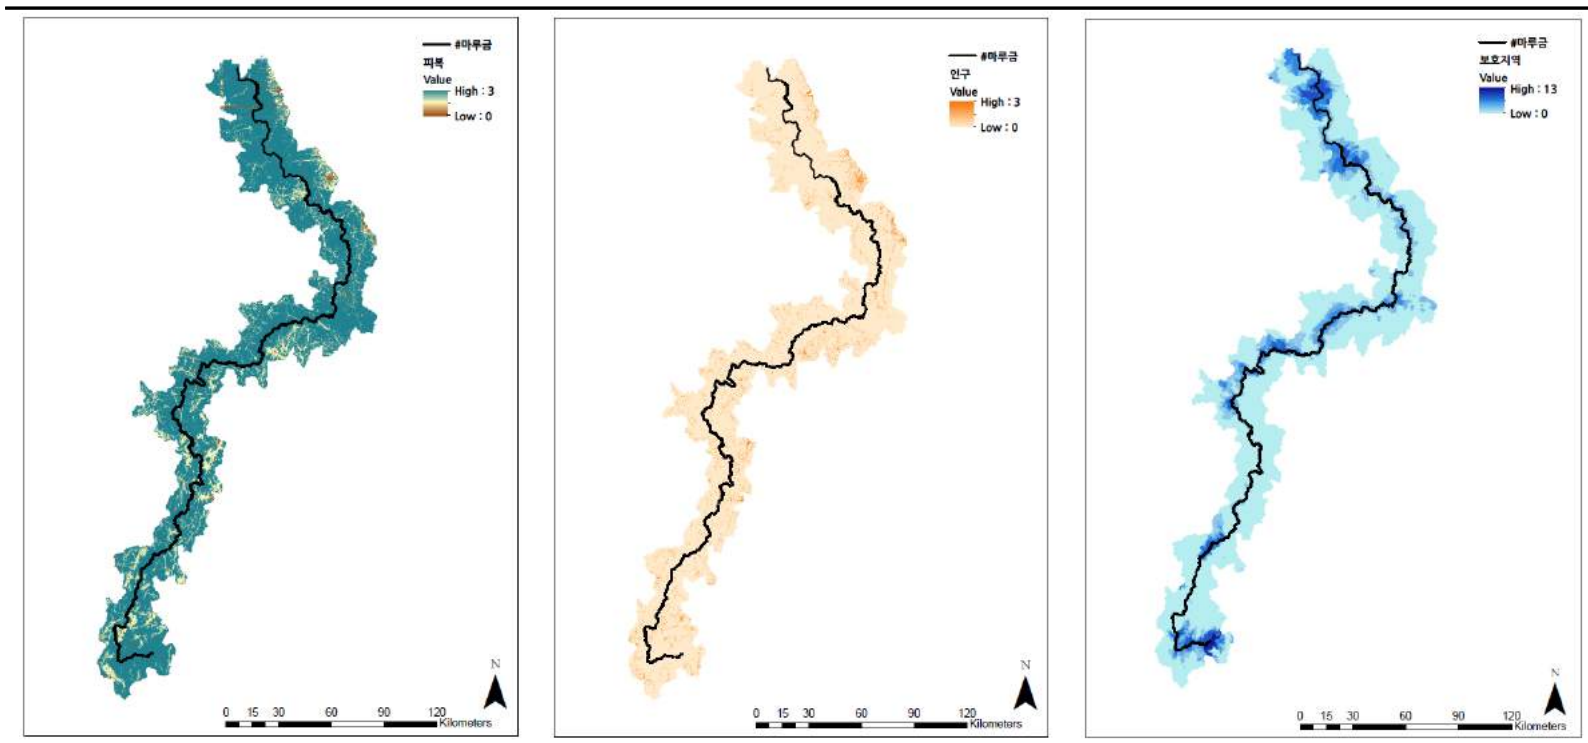 #마루금
피복
Value
High : 3
Low : 0
N
0 15 30 60 90 120
Kilometers
#마루금
인구
Value
High : 3
Low : 0
N
0 15 30 60 90 120
Kilometers
#마루금
보호지역
Value
High : 13
Low : 0
N
0 15 30 60 90 120
Kilometers